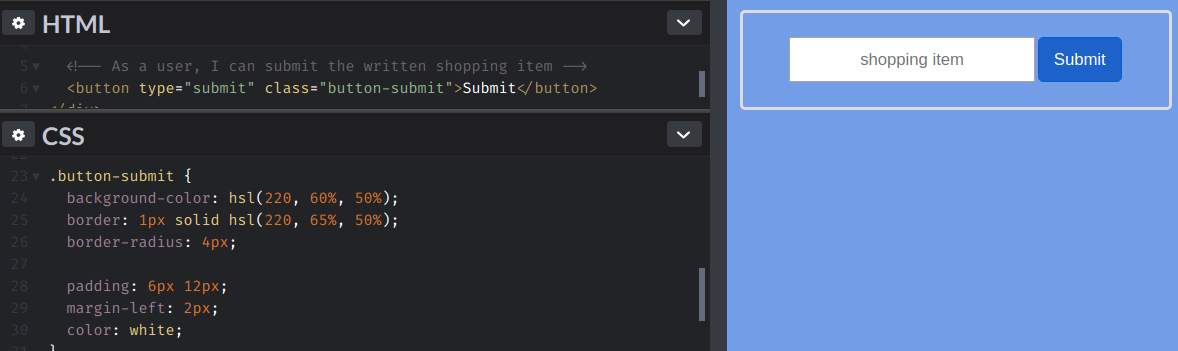 HTML
5 <!-- As a user, I can submit the written shopping item -->
6 <button type="submit" class="button-submit">Submit</button>
CSS
23 .button-submit {
24 background-color: hsl(220, 60%, 50%);
25 border: 1px solid hsl(220, 65%, 50%);
26 border-radius: 4px;
27
28 padding: 6px 12px;
29 margin-left: 2px;
30 color: white;
shopping item
Submit